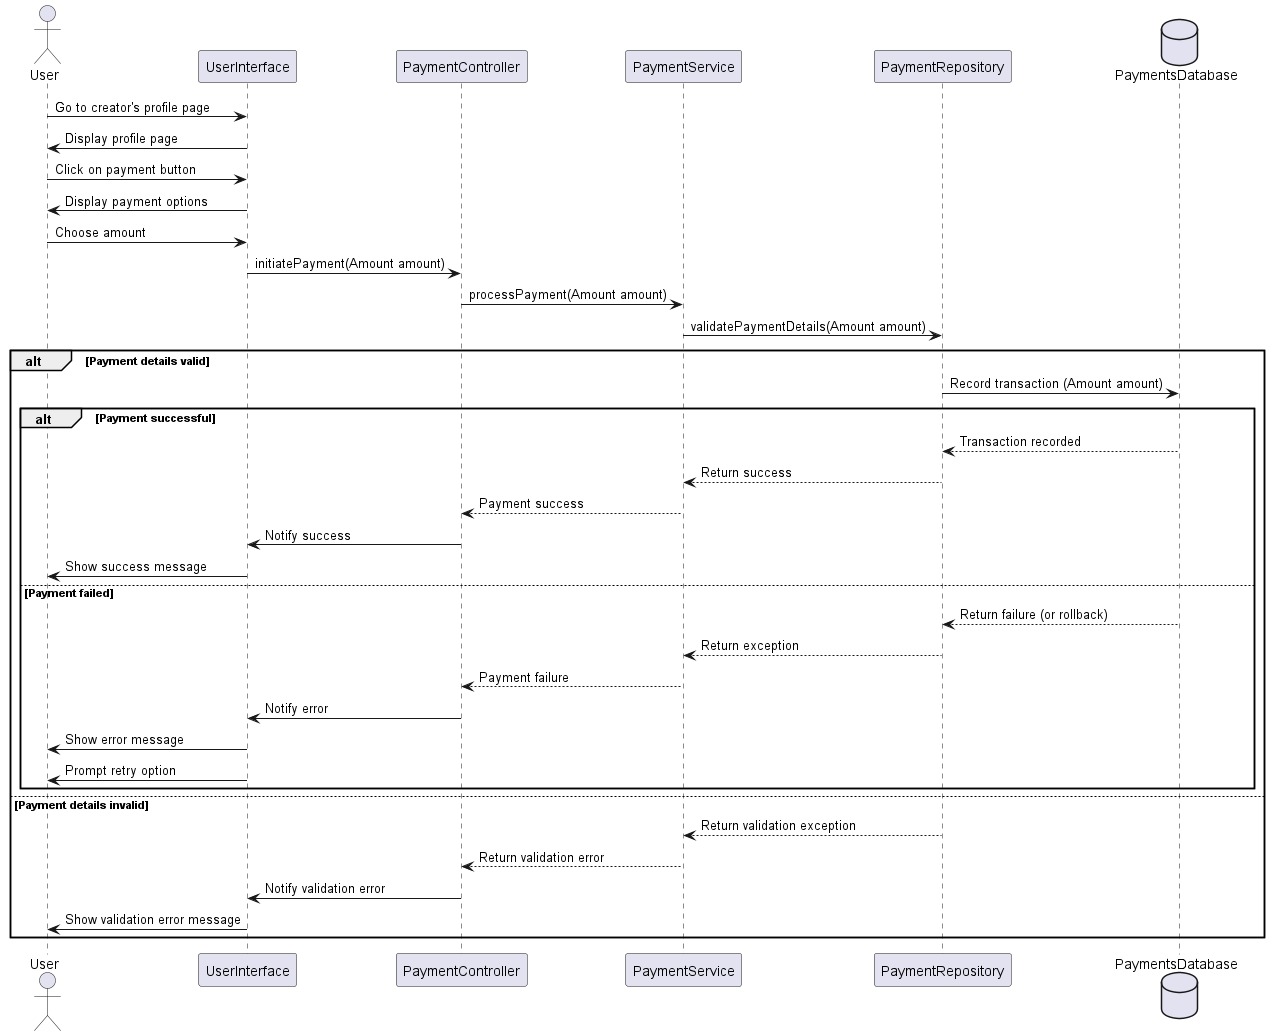 User
UserInterface
PaymentController
PaymentService
PaymentRepository
PaymentsDatabase
Go to creator's profile page
Display profile page
Click on payment button
Display payment options
Choose amount
initiatePayment(Amount amount)
processPayment(Amount amount)
validatePaymentDetails(Amount amount)
alt [Payment details valid]
Record transaction (Amount amount)
alt [Payment successful]
Transaction recorded
Return success
Payment success
Notify success
Show success message
[Payment failed]
Return failure (or rollback)
Return exception
Payment failure
Notify error
Show error message
Prompt retry option
[Payment details invalid]
Return validation exception
Return validation error
Notify validation error
Show validation error message
User
UserInterface
PaymentController
PaymentService
PaymentRepository
PaymentsDatabase